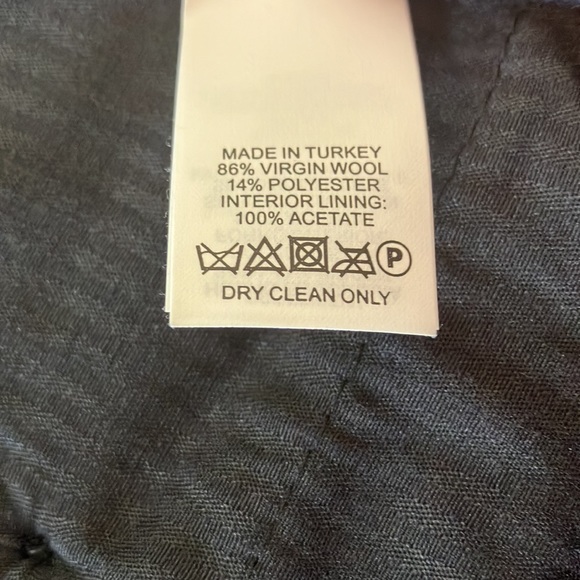 MADE IN TURKEY
86% VIRGIN WOOL
14% POLYESTER
INTERIOR LINING:
100% ACETATE
P
DRY CLEAN ONLY